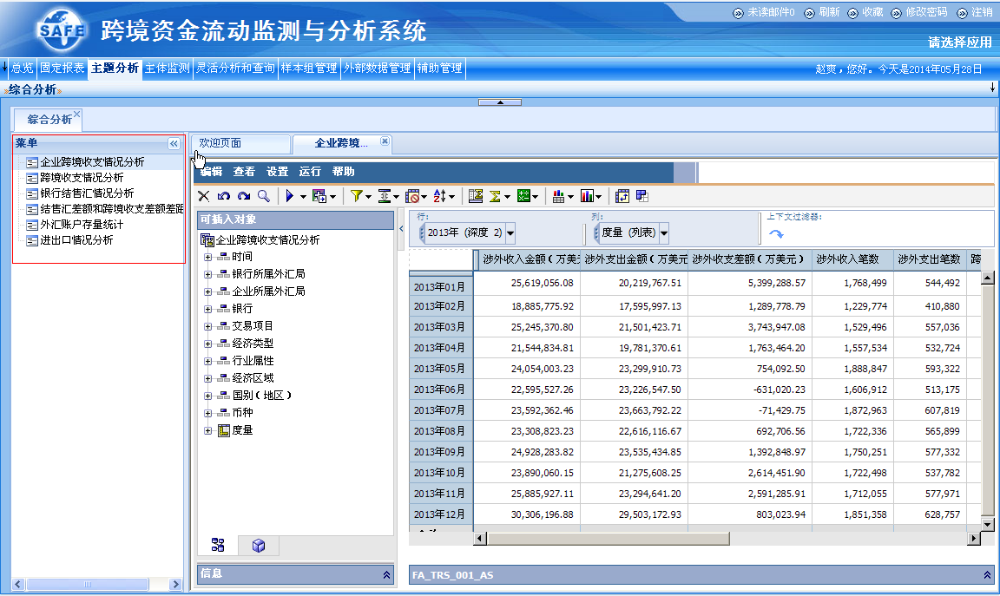 未读邮件0 刷新 收藏 修改密码 注销
SAFE 跨境资金流动监测与分析系统
请选择应用
总览 固定报表 主题分析 主体监测 灵活分析和查询 样本组管理 外部数据管理 辅助管理
赵爽，您好。今天是2014年05月28日
综合分析
综合分析
菜单
企业跨境收支情况分析
跨境收支情况分析
银行结售汇情况分析
结售汇差额和跨境收支差额差距
外汇账户存量统计
进出口情况分析
欢迎页面 企业跨境...
编辑 查看 设置 运行 帮助
可插入对象
企业跨境收支情况分析
时间
银行所属外汇局
企业所属外汇局
银行
交易项目
经济类型
行业属性
经济区域
国别（地区）
币种
度量
信息
行:
2013年 (深度 2)
列:
度量 (列表)
上下文过滤器:
涉外收入金额（万美 涉外支出金额（万美元 涉外收支差额（万美元） 涉外收入笔数 涉外支出笔数 跨
2013年01月 25,619,056.08 20,219,767.51 5,399,288.57 1,768,499 544,492
2013年02月 18,885,775.92 17,595,997.13 1,289,778.79 1,229,774 410,880
2013年03月 25,245,370.80 21,501,423.71 3,743,947.08 1,529,496 557,036
2013年04月 21,544,834.81 19,781,370.61 1,763,464.20 1,557,534 532,724
2013年05月 24,054,003.23 23,299,910.73 754,092.50 1,888,847 593,322
2013年06月 22,595,527.26 23,226,547.50 -631,020.23 1,606,912 513,175
2013年07月 23,592,362.46 23,663,792.22 -71,429.75 1,872,963 607,819
2013年08月 23,308,823.23 22,616,116.67 692,706.56 1,722,336 565,899
2013年09月 24,928,283.82 23,535,434.85 1,392,848.97 1,750,251 577,332
2013年10月 23,890,060.15 21,275,608.25 2,614,451.90 1,722,498 537,782
2013年11月 25,885,927.11 23,294,641.20 2,591,285.91 1,712,055 577,971
2013年12月 30,306,196.88 29,503,172.93 803,023.94 1,851,358 628,757
FA_TRS_001_AS